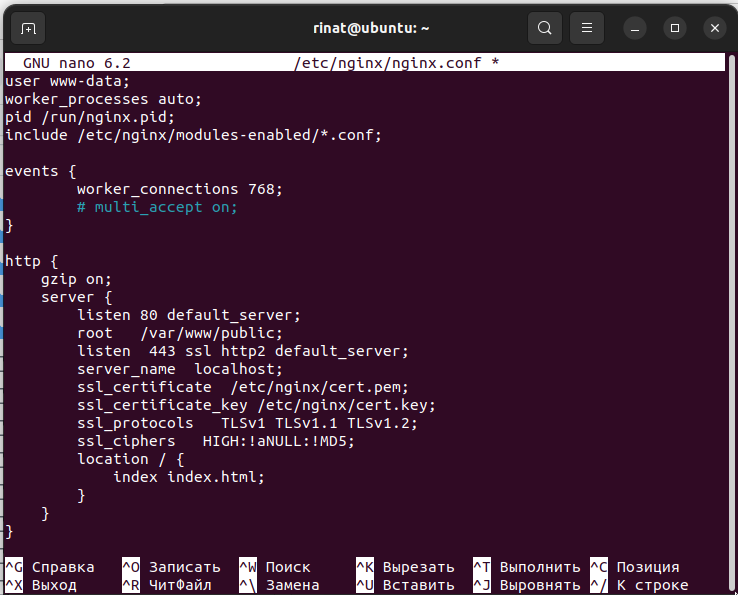 rinat@ubuntu: ~
GNU nano 6.2 /etc/nginx/nginx.conf *
user www-data;
worker_processes auto;
pid /run/nginx.pid;
include /etc/nginx/modules-enabled/*.conf;

events {
        worker_connections 768;
        # multi_accept on;
}

http {
    gzip on;
    server {
        listen 80 default_server;
        root   /var/www/public;
        listen  443 ssl http2 default_server;
        server_name  localhost;
        ssl_certificate  /etc/nginx/cert.pem;
        ssl_certificate_key /etc/nginx/cert.key;
        ssl_protocols   TLSv1 TLSv1.1 TLSv1.2;
        ssl_ciphers   HIGH:!aNULL:!MD5;
        location / {
            index index.html;
        }
    }
}

^G Справка ^O Записать ^W Поиск ^K Вырезать ^T Выполнить ^C Позиция
^X Выход ^R ЧитФайл ^\ Замена ^U Вставить ^J Выровнять ^/ К строке